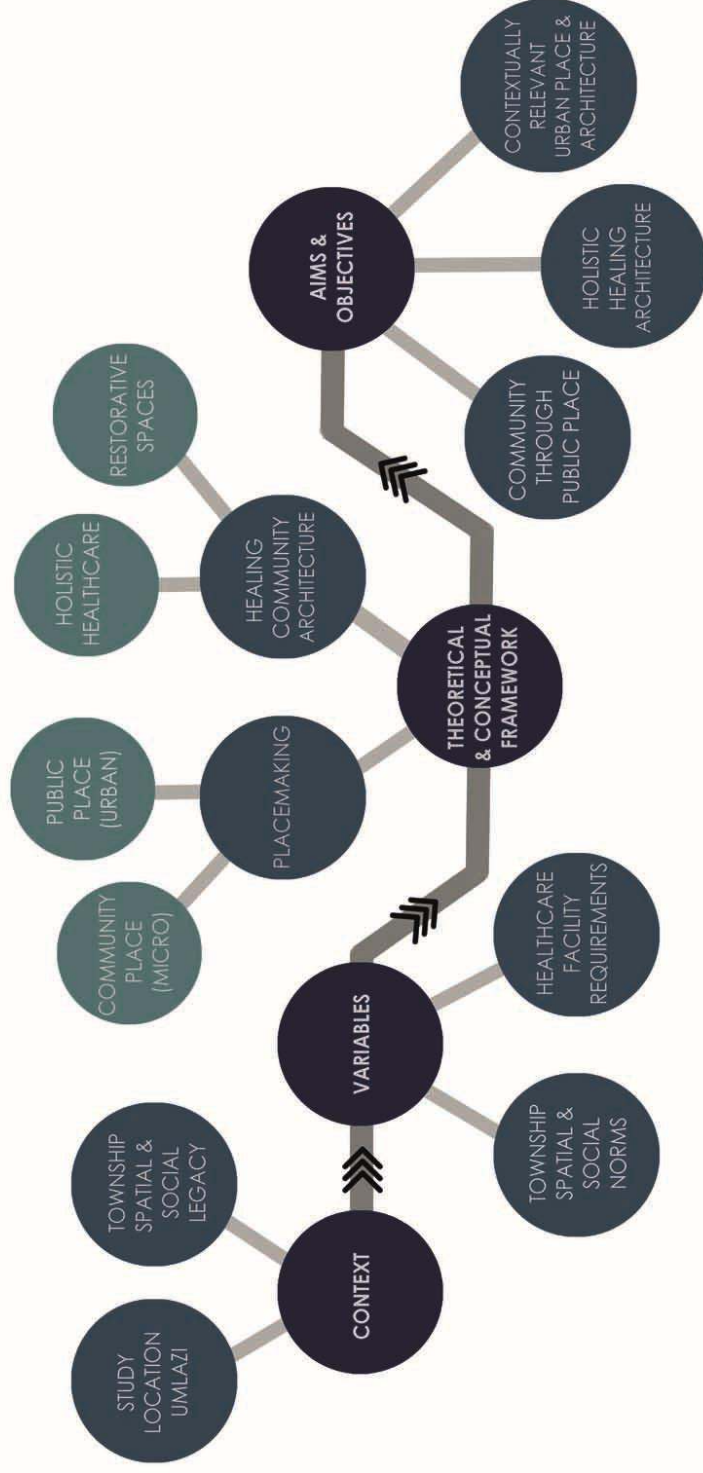 STUDY
LOCATION
UMLAZI
TOWNSHIP
SPATIAL &
SOCIAL
LEGACY
CONTEXT
VARIABLES
TOWNSHIP
SPATIAL &
SOCIAL
NORMS
HEALTHCARE
FACILITY
REQUIREMENTS
COMMUNITY
PLACE
(MICRO)
PUBLIC
PLACE
(URBAN)
PLACEMAKING
HOLISTIC
HEALTHCARE
RESTORATIVE
SPACES
HEALING
COMMUNITY
ARCHITECTURE
THEORETICAL
& CONCEPTUAL
FRAMEWORK
AIMS &
OBJECTIVES
COMMUNITY
THROUGH
PUBLIC PLACE
HOLISTIC
HEALING
ARCHITECTURE
CONTEXTUALLY
RELEVANT
URBAN PLACE &
ARCHITECTURE